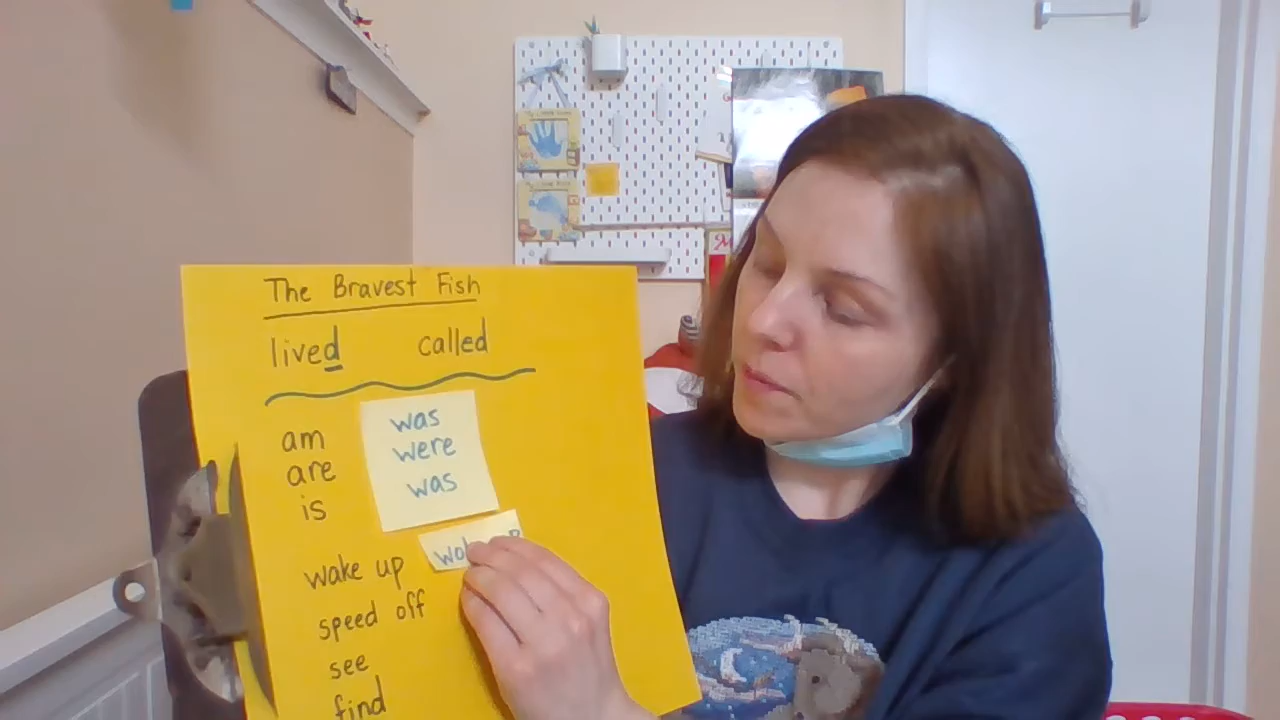 The Bravest Fish
lived called
am was
are were
is was
wake up
speed off
see
find